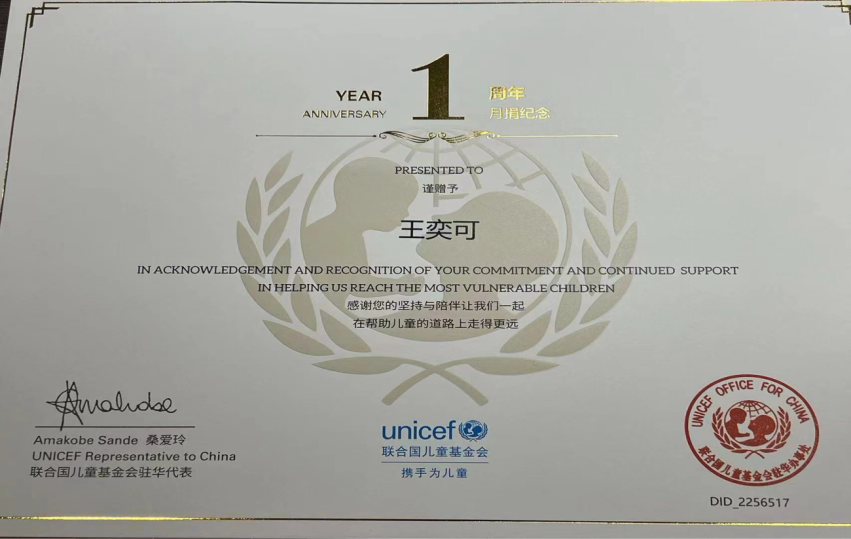 YEAR 1 周年
ANNIVERSARY 月捐纪念
PRESENTED TO
谨赠予
王奕可
IN ACKNOWLEDGEMENT AND RECOGNITION OF YOUR COMMITMENT AND CONTINUED SUPPORT
IN HELPING US REACH THE MOST VULNERABLE CHILDREN
感谢您的坚持与陪伴让我们一起
在帮助儿童的道路上走得更远
Amakobe
Amakobe Sande 桑爱玲
UNICEF Representative to China
联合国儿童基金会驻华代表
unicef
联合国儿童基金会
携手为儿童
UNICEF OFFICE FOR CHINA
联合国儿童基金会驻华办事处
DID_2256517